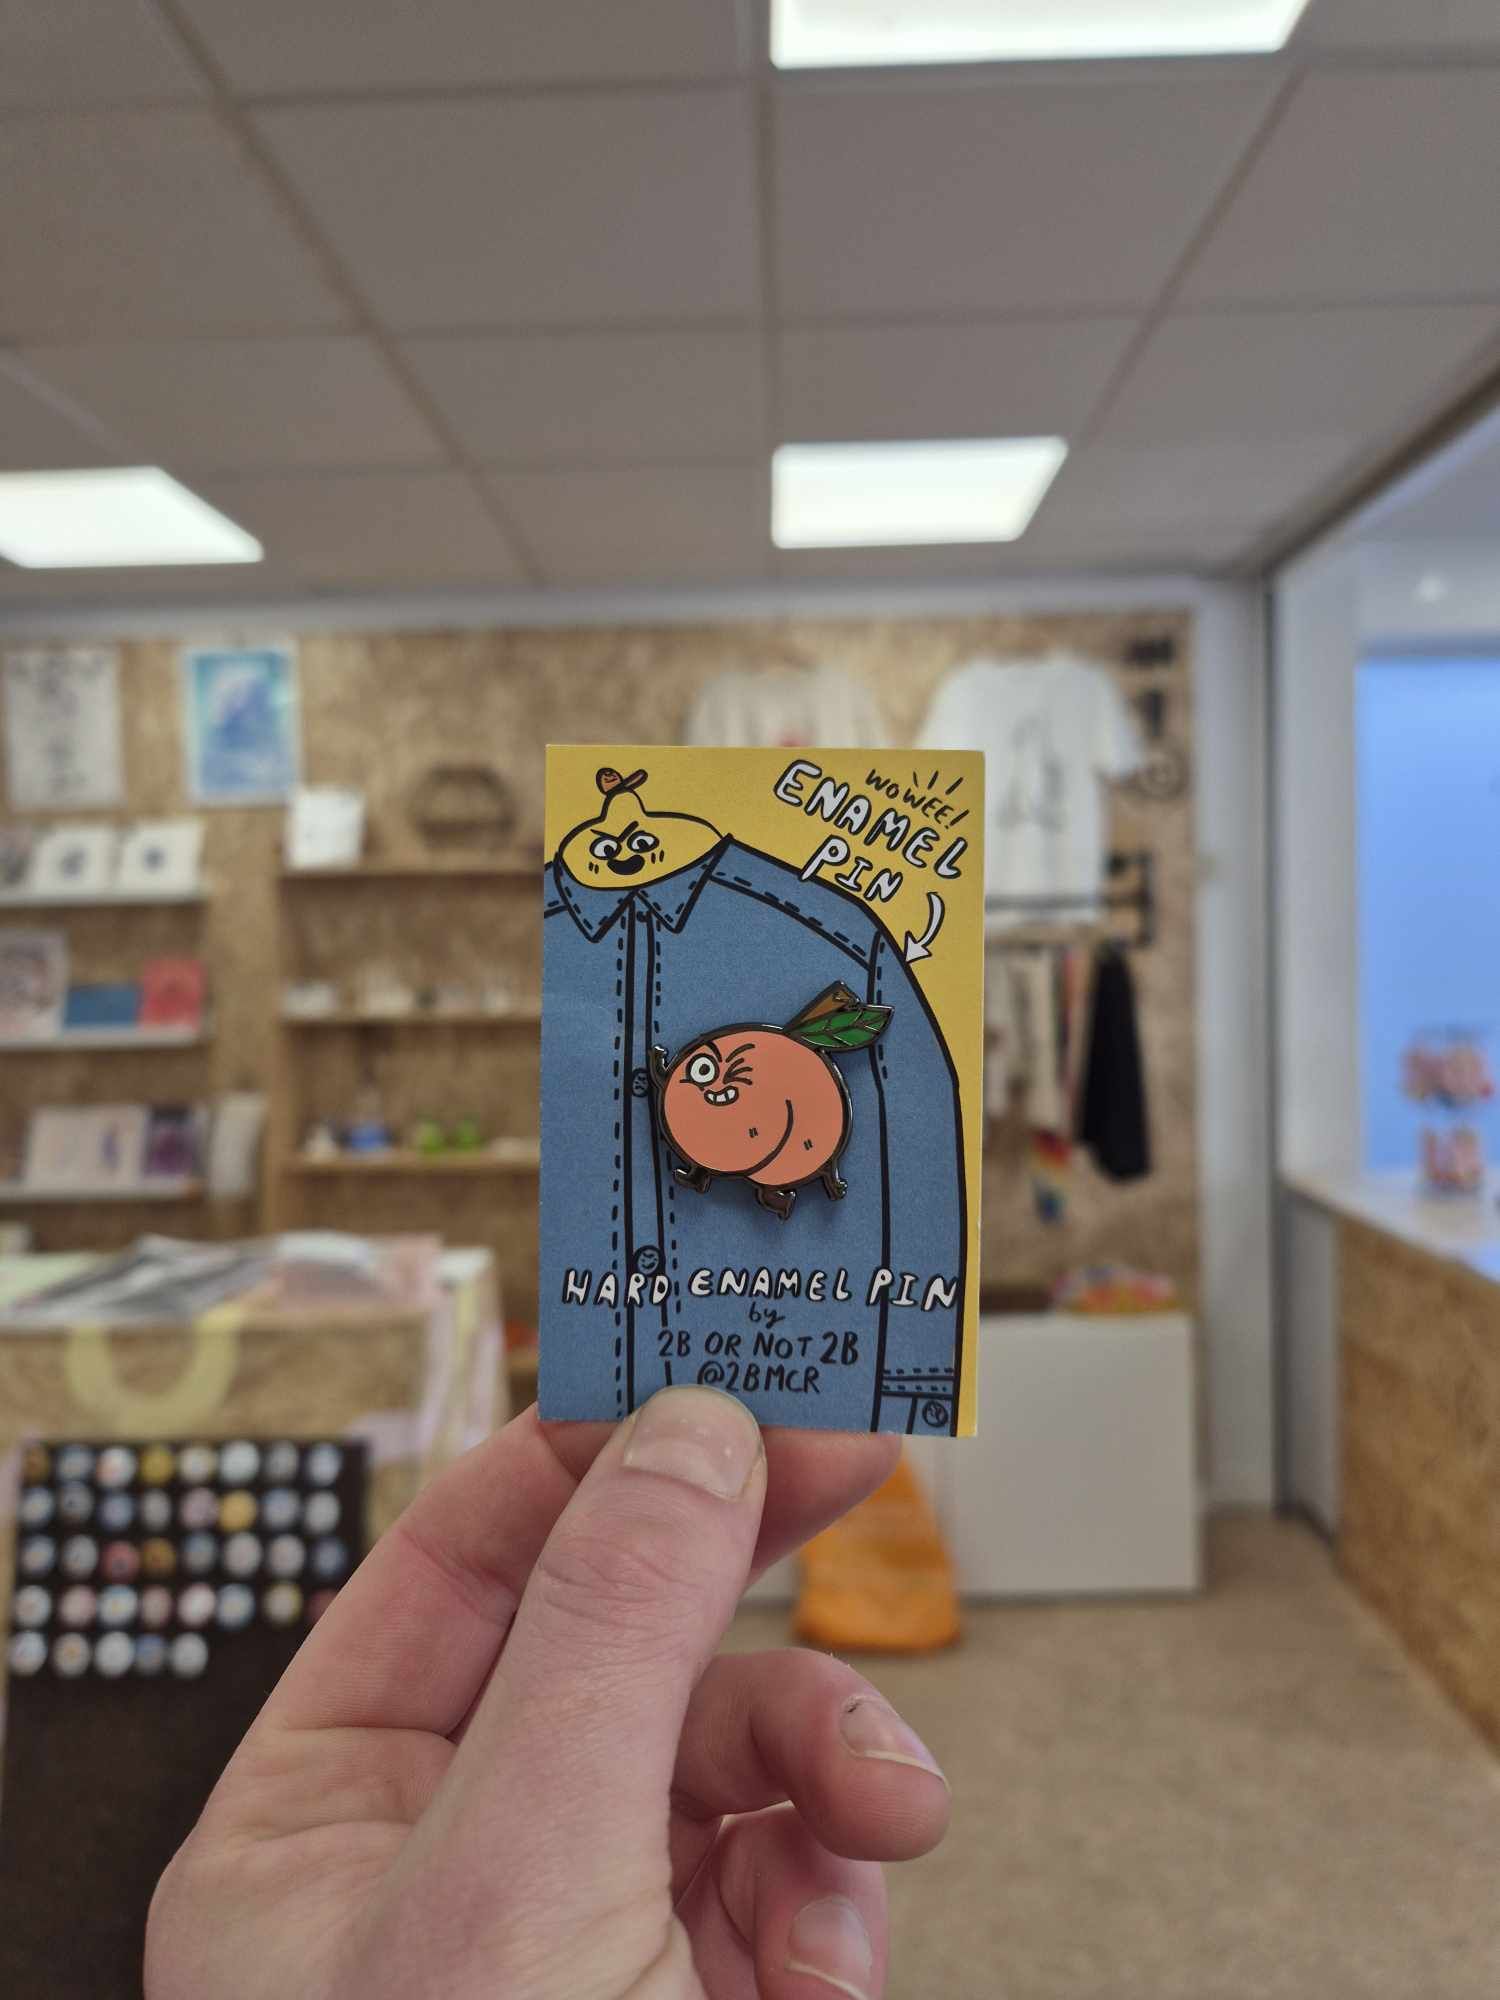 WOWEE!
ENAMEL
PIN
HARD ENAMEL PIN
by
2B OR NOT 2B
@2BMCR